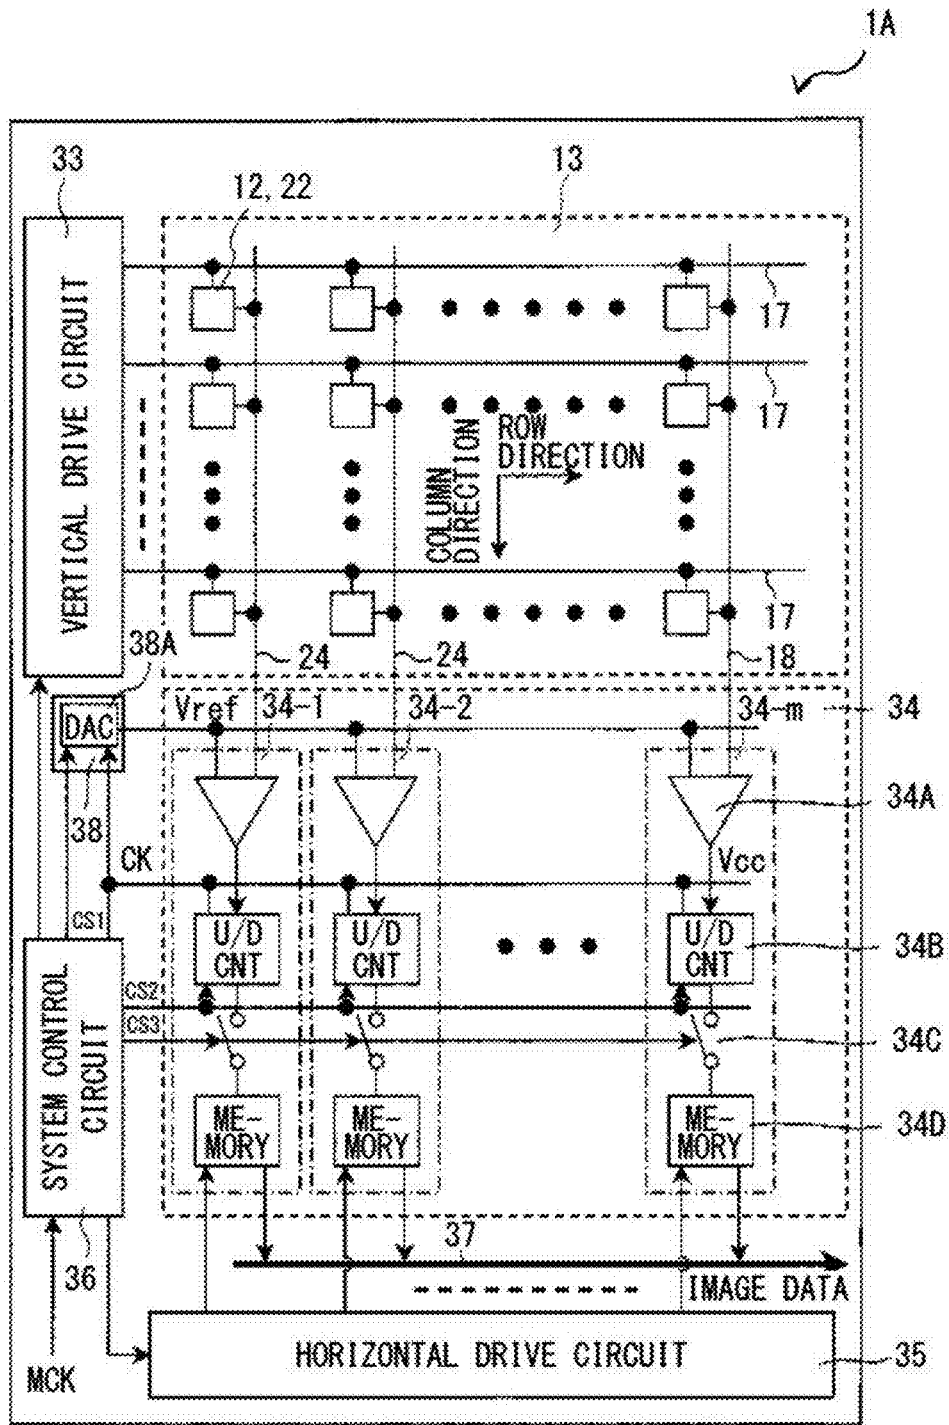 1A
33
13
12, 22
VERTICAL DRIVE CIRCUIT
17
17
ROW
DIRECTION
COLUMN
DIRECTION
17
38A
24
24
18
DAC
Vref
34-1
34-2
34-m
34
38
34A
CK
Vcc
CS1
U/D
CNT
U/D
CNT
U/D
CNT
34B
SYSTEM CONTROL
CIRCUIT
CS2
CS3
34C
ME-
MORY
ME-
MORY
ME-
MORY
34D
36
37
IMAGE DATA
HORIZONTAL DRIVE CIRCUIT
35
MCK